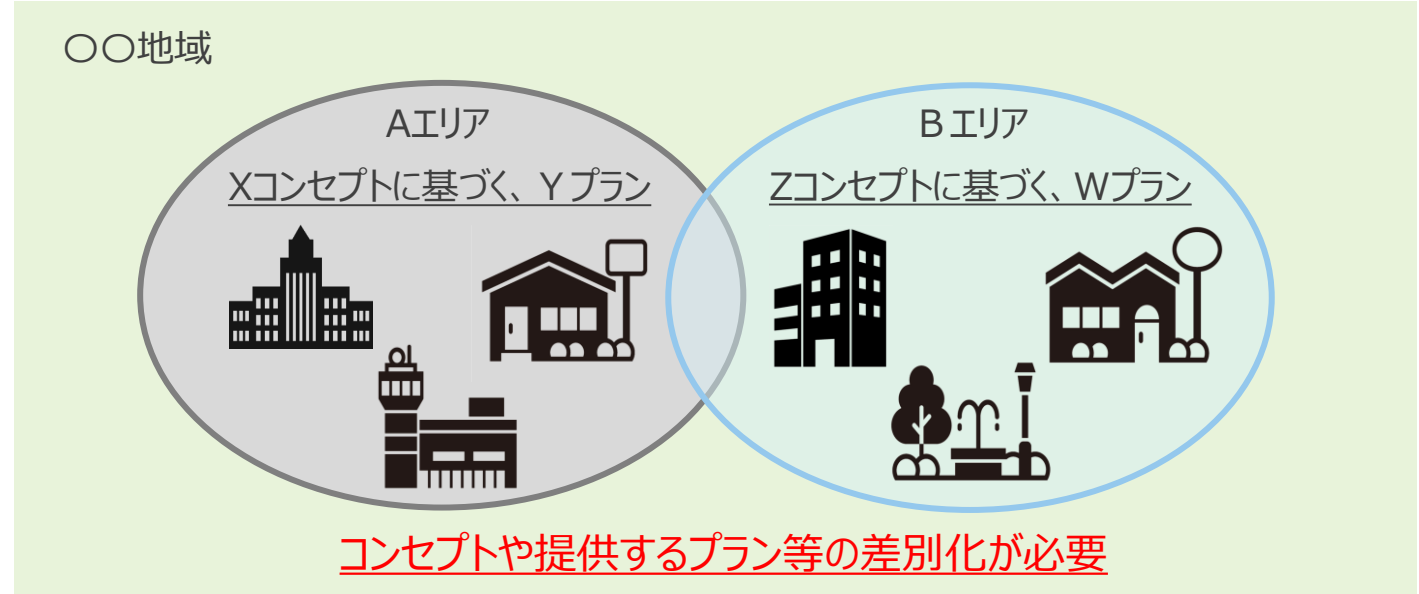 〇〇地域
Aエリア
Xコンセプトに基づく、Yプラン
Bエリア
Zコンセプトに基づく、Wプラン
コンセプトや提供するプラン等の差別化が必要